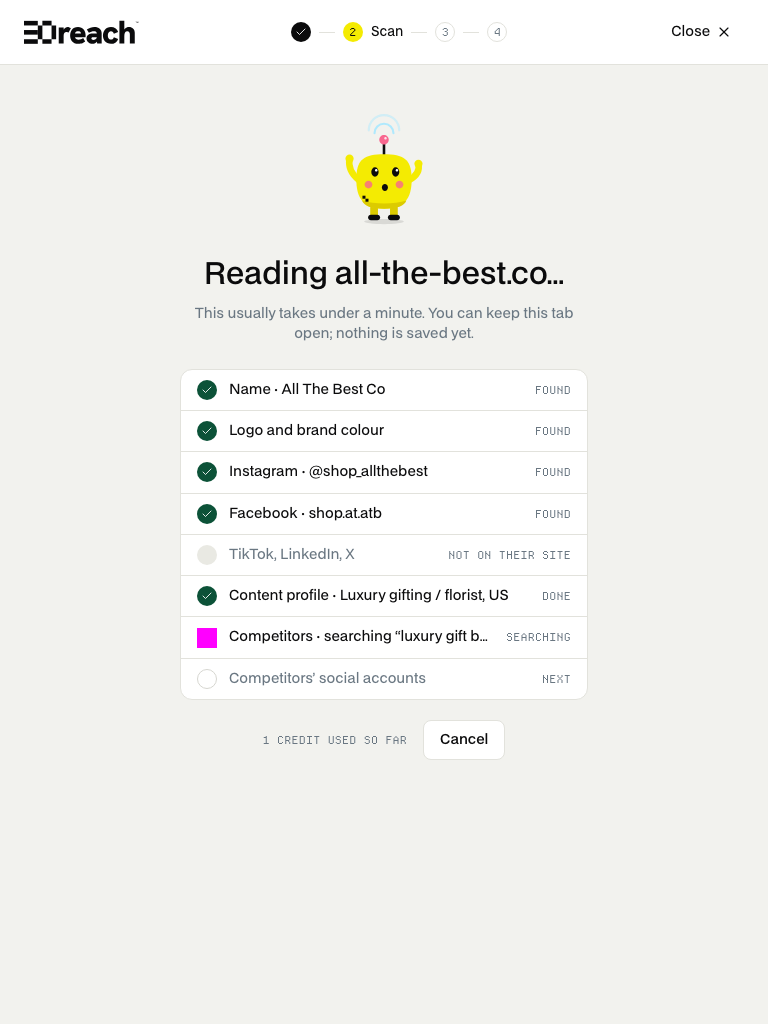 reach
2 Scan 3 4
Close
Reading all-the-best.co...
This usually takes under a minute. You can keep this tab
open; nothing is saved yet.
Name · All The Best Co FOUND
Logo and brand colour FOUND
Instagram · @shop_allthebest FOUND
Facebook · shop.at.atb FOUND
TikTok, LinkedIn, X NOT ON THEIR SITE
Content profile · Luxury gifting / florist, US DONE
Competitors · searching “luxury gift b... SEARCHING
Competitors’ social accounts NEXT
1 CREDIT USED SO FAR Cancel